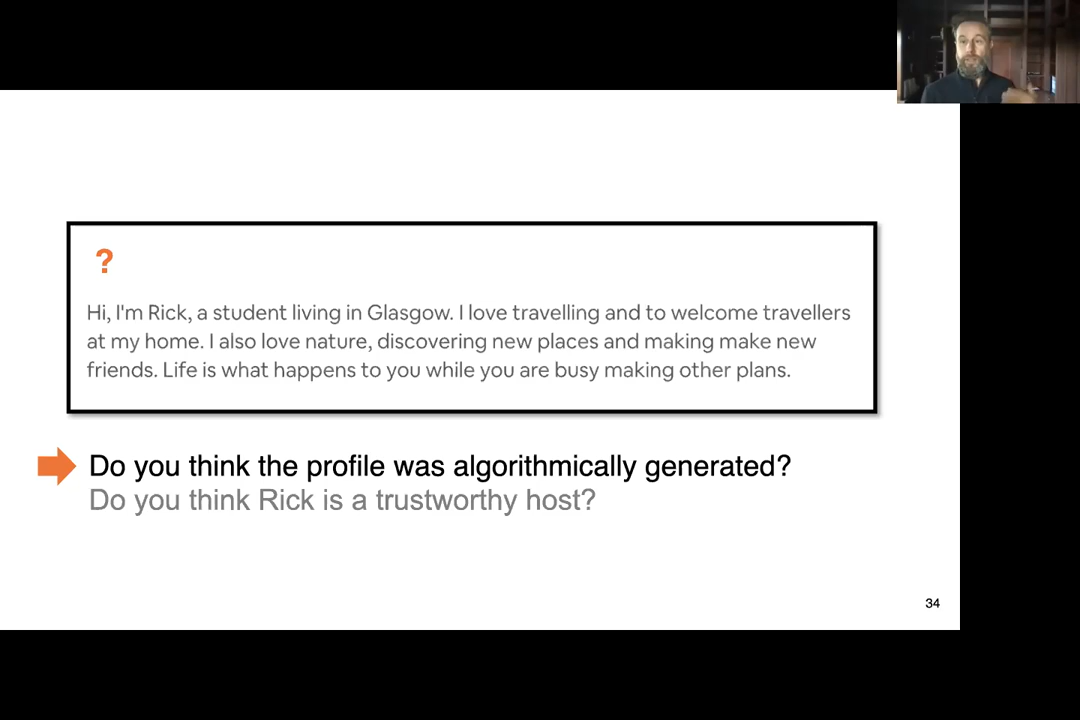 ?
Hi, I'm Rick, a student living in Glasgow. I love travelling and to welcome travellers
at my home. I also love nature, discovering new places and making make new
friends. Life is what happens to you while you are busy making other plans.
Do you think the profile was algorithmically generated?
Do you think Rick is a trustworthy host?
34